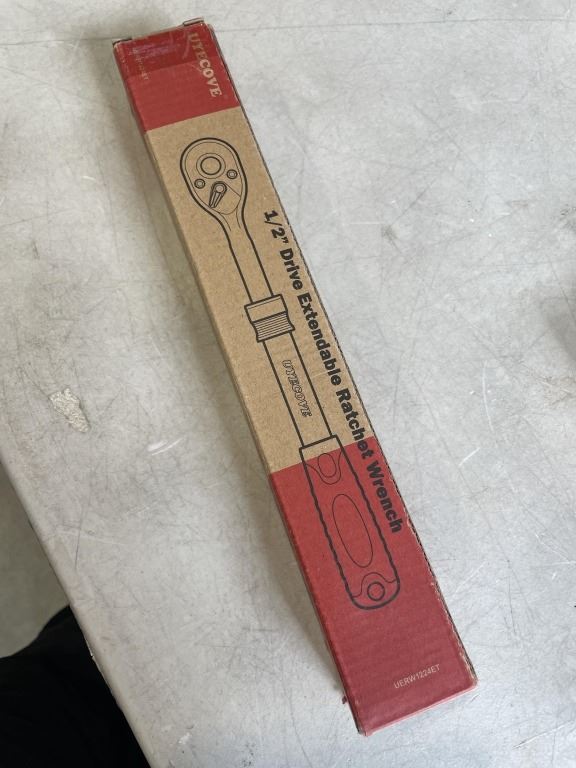 UYECOVE
1/2" Drive Extendable Ratchet Wrench
UYECOVE
UERW1224ET